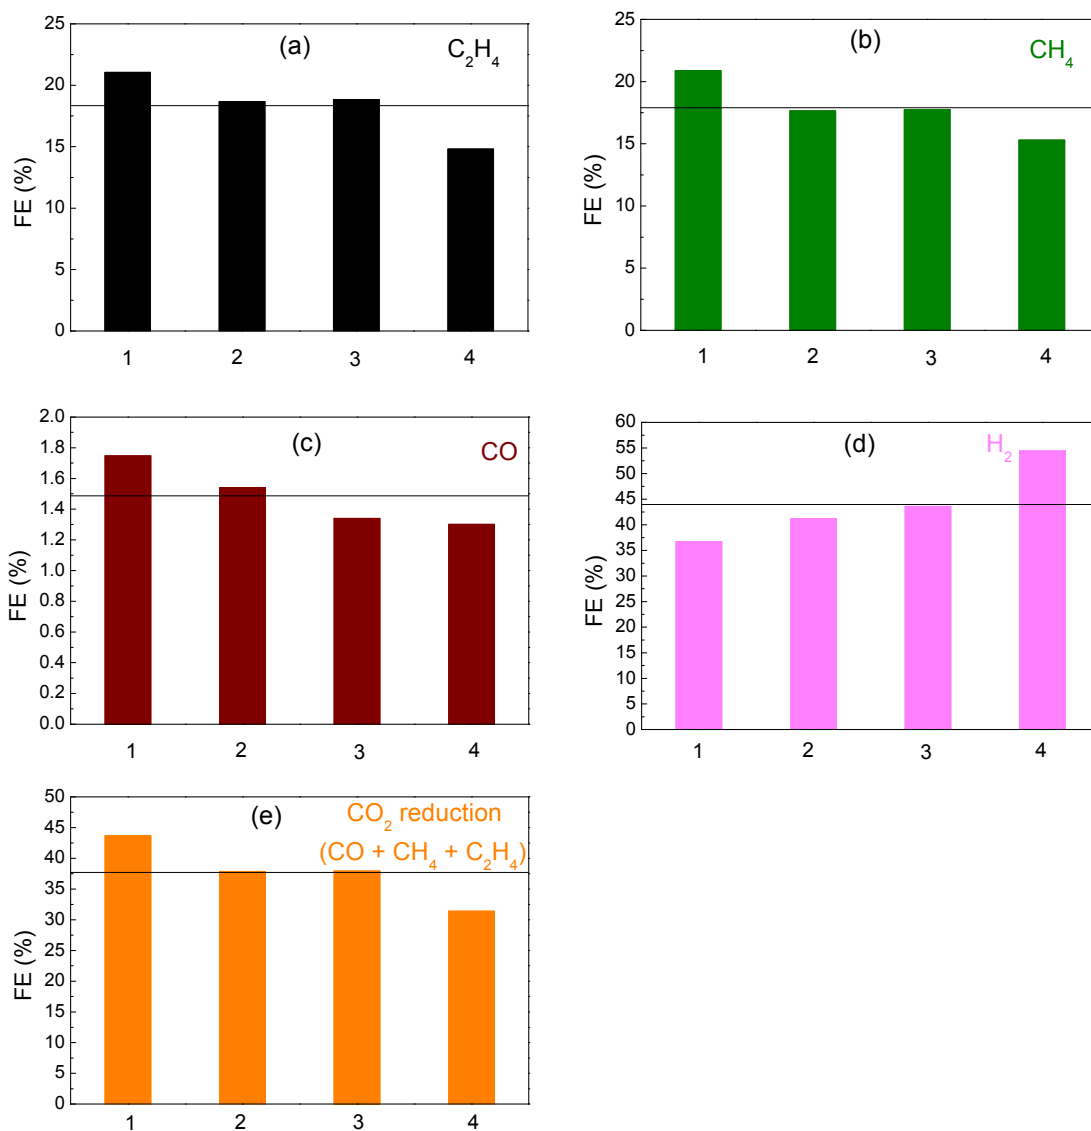 (a)
C₂H₄
FE (%)
25
20
15
10
5
0
1 2 3 4
(b)
CH₄
FE (%)
25
20
15
10
5
0
1 2 3 4
(c)
CO
FE (%)
2.0
1.8
1.6
1.4
1.2
1.0
0.8
0.6
0.4
0.2
0.0
1 2 3 4
(d)
H₂
FE (%)
60
55
50
45
40
35
30
25
20
15
10
5
0
1 2 3 4
(e)
CO₂ reduction
(CO + CH₄ + C₂H₄)
FE (%)
50
45
40
35
30
25
20
15
10
5
0
1 2 3 4